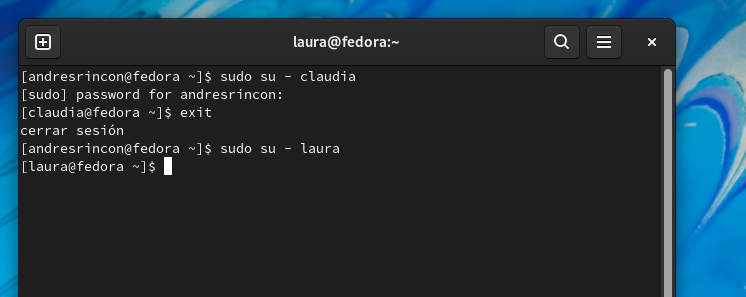 laura@fedora:~
[andresrincon@fedora ~]$ sudo su - claudia
[sudo] password for andresrincon:
[claudia@fedora ~]$ exit
cerrar sesión
[andresrincon@fedora ~]$ sudo su - laura
[laura@fedora ~]$